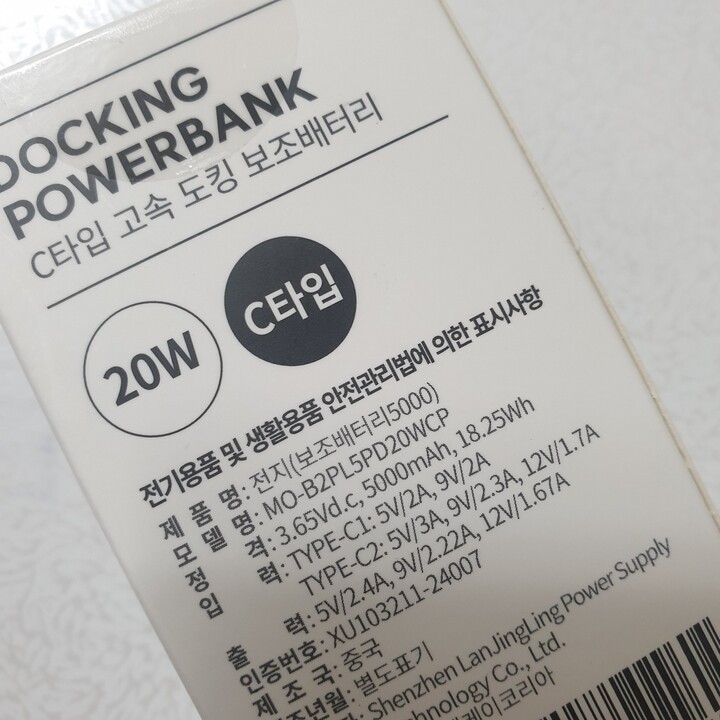 DOCKING
POWERBANK
C타입 고속 도킹 보조배터리
20W
C타입
전기용품 및 생활용품 안전관리법에 의한 표시사항
제 품 명: 전지(보조배터리5000)
모 델 명: MO-B2PL5PD20WCP
정 격: 3.65Vd.c, 5000mAh, 18.25Wh
입 력: TYPE-C1: 5V/2A, 9V/2A
TYPE-C2: 5V/3A, 9V/2.3A, 12V/1.7A
출 력: 5V/2.4A, 9V/2.22A, 12V/1.67A
인증번호: XU103211-24007
제 조 국: 중국
조년월: 별도표기
Shenzhen LanJingLing Power Supply
Technology Co., Ltd.
케이코리아